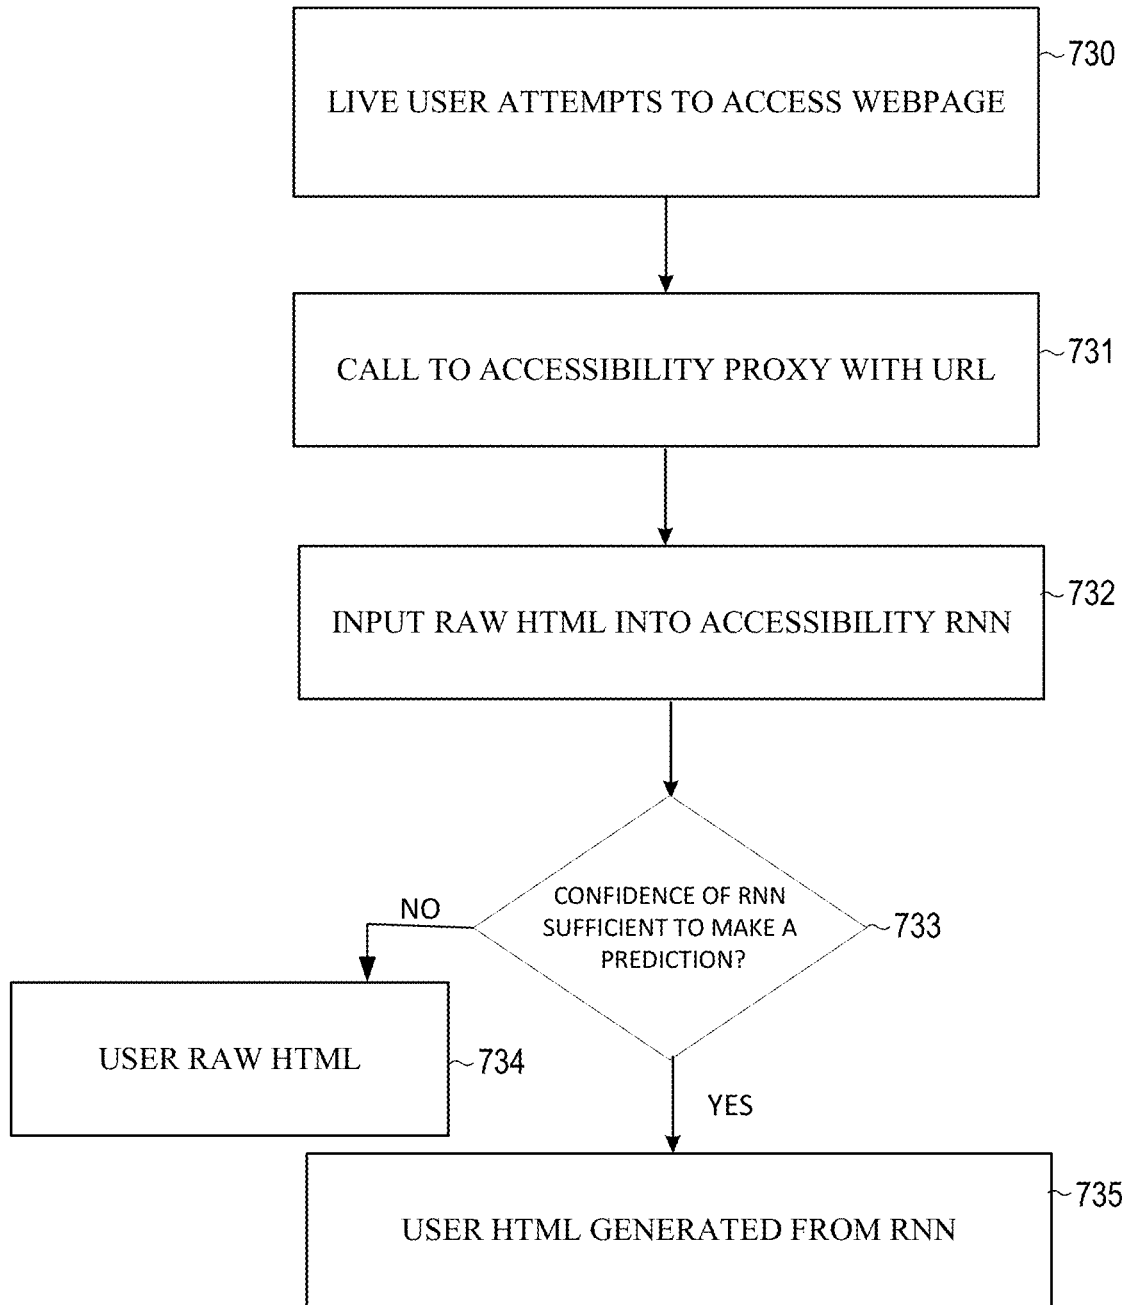 730
LIVE USER ATTEMPTS TO ACCESS WEBPAGE
731
CALL TO ACCESSIBILITY PROXY WITH URL
732
INPUT RAW HTML INTO ACCESSIBILITY RNN
CONFIDENCE OF RNN
SUFFICIENT TO MAKE A
PREDICTION?
733
NO
USER RAW HTML
734
YES
735
USER HTML GENERATED FROM RNN